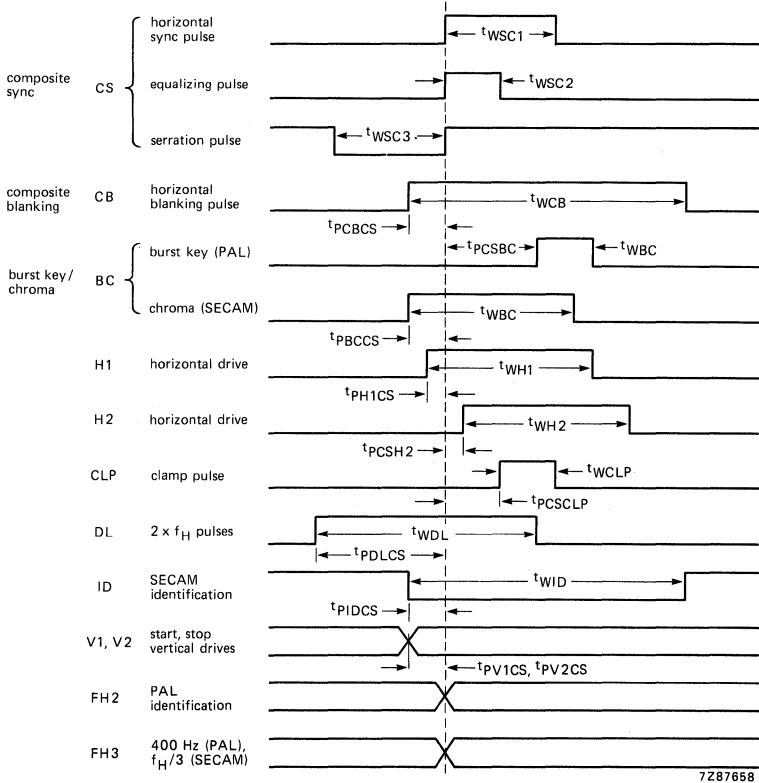 horizontal
sync pulse
tWSC1
composite
sync
CS
equalizing pulse
tWSC2
serration pulse
tWSC3
composite
blanking
CB
horizontal
blanking pulse
tWCB
tPCBCS
burst key/
chroma
BC
burst key (PAL)
tPCSBC
tWBC
chroma (SECAM)
tWBC
tPBCCS
H1
horizontal drive
tWH1
tPH1CS
H2
horizontal drive
tWH2
tPCSH2
CLP
clamp pulse
tWCLP
tPCSCLP
DL
2 x fH pulses
tWDL
tPDLCS
ID
SECAM
identification
tWID
tPIDCS
V1, V2
start, stop
vertical drives
tPV1CS, tPV2CS
FH2
PAL
identification
FH3
400 Hz (PAL),
fH/3 (SECAM)
7Z87658